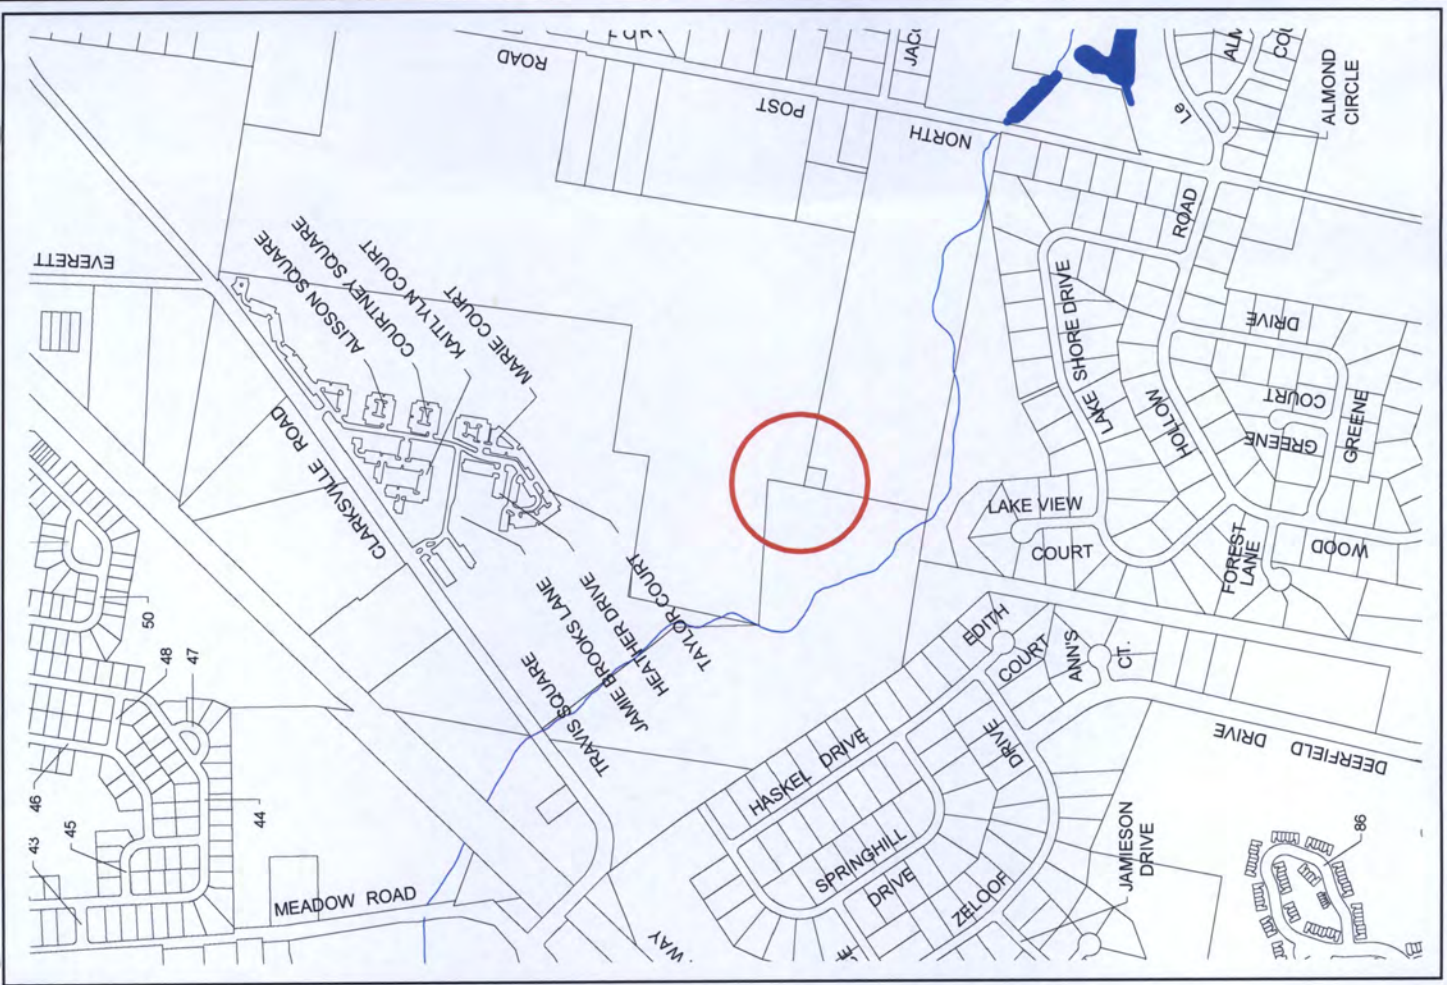 ROAD
POST
NORTH
ALMOND
CIRCLE
ROAD
EVERETT
ALISSON SQUARE
COURTNEY SQUARE
KAITLYLN COURT
MARIE COURT
CLARKSVILLE ROAD
LAKE SHORE DRIVE
HOLLOW
DRIVE
COURT
GREENE
GREENE
LAKE VIEW
COURT
FOREST
LANE
WOOD
TAYLOR COURT
HEATHER DRIVE
JAMIE BROOKS LANE
TRAVIS SQUARE
EDITH
COURT
ANN'S
CT.
HASKEL DRIVE
DRIVE
DEERFIELD DRIVE
SPRINGHILL
DRIVE
ZELOOF
JAMIESON
DRIVE
MEADOW ROAD
WAY
50
48
47
46
45
44
43
86